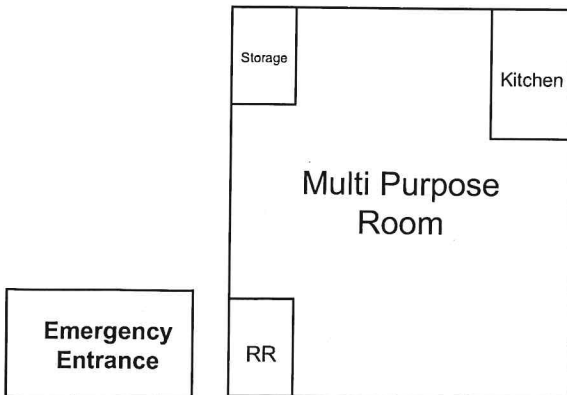 Storage
Kitchen
Multi Purpose
Room
Emergency
Entrance
RR